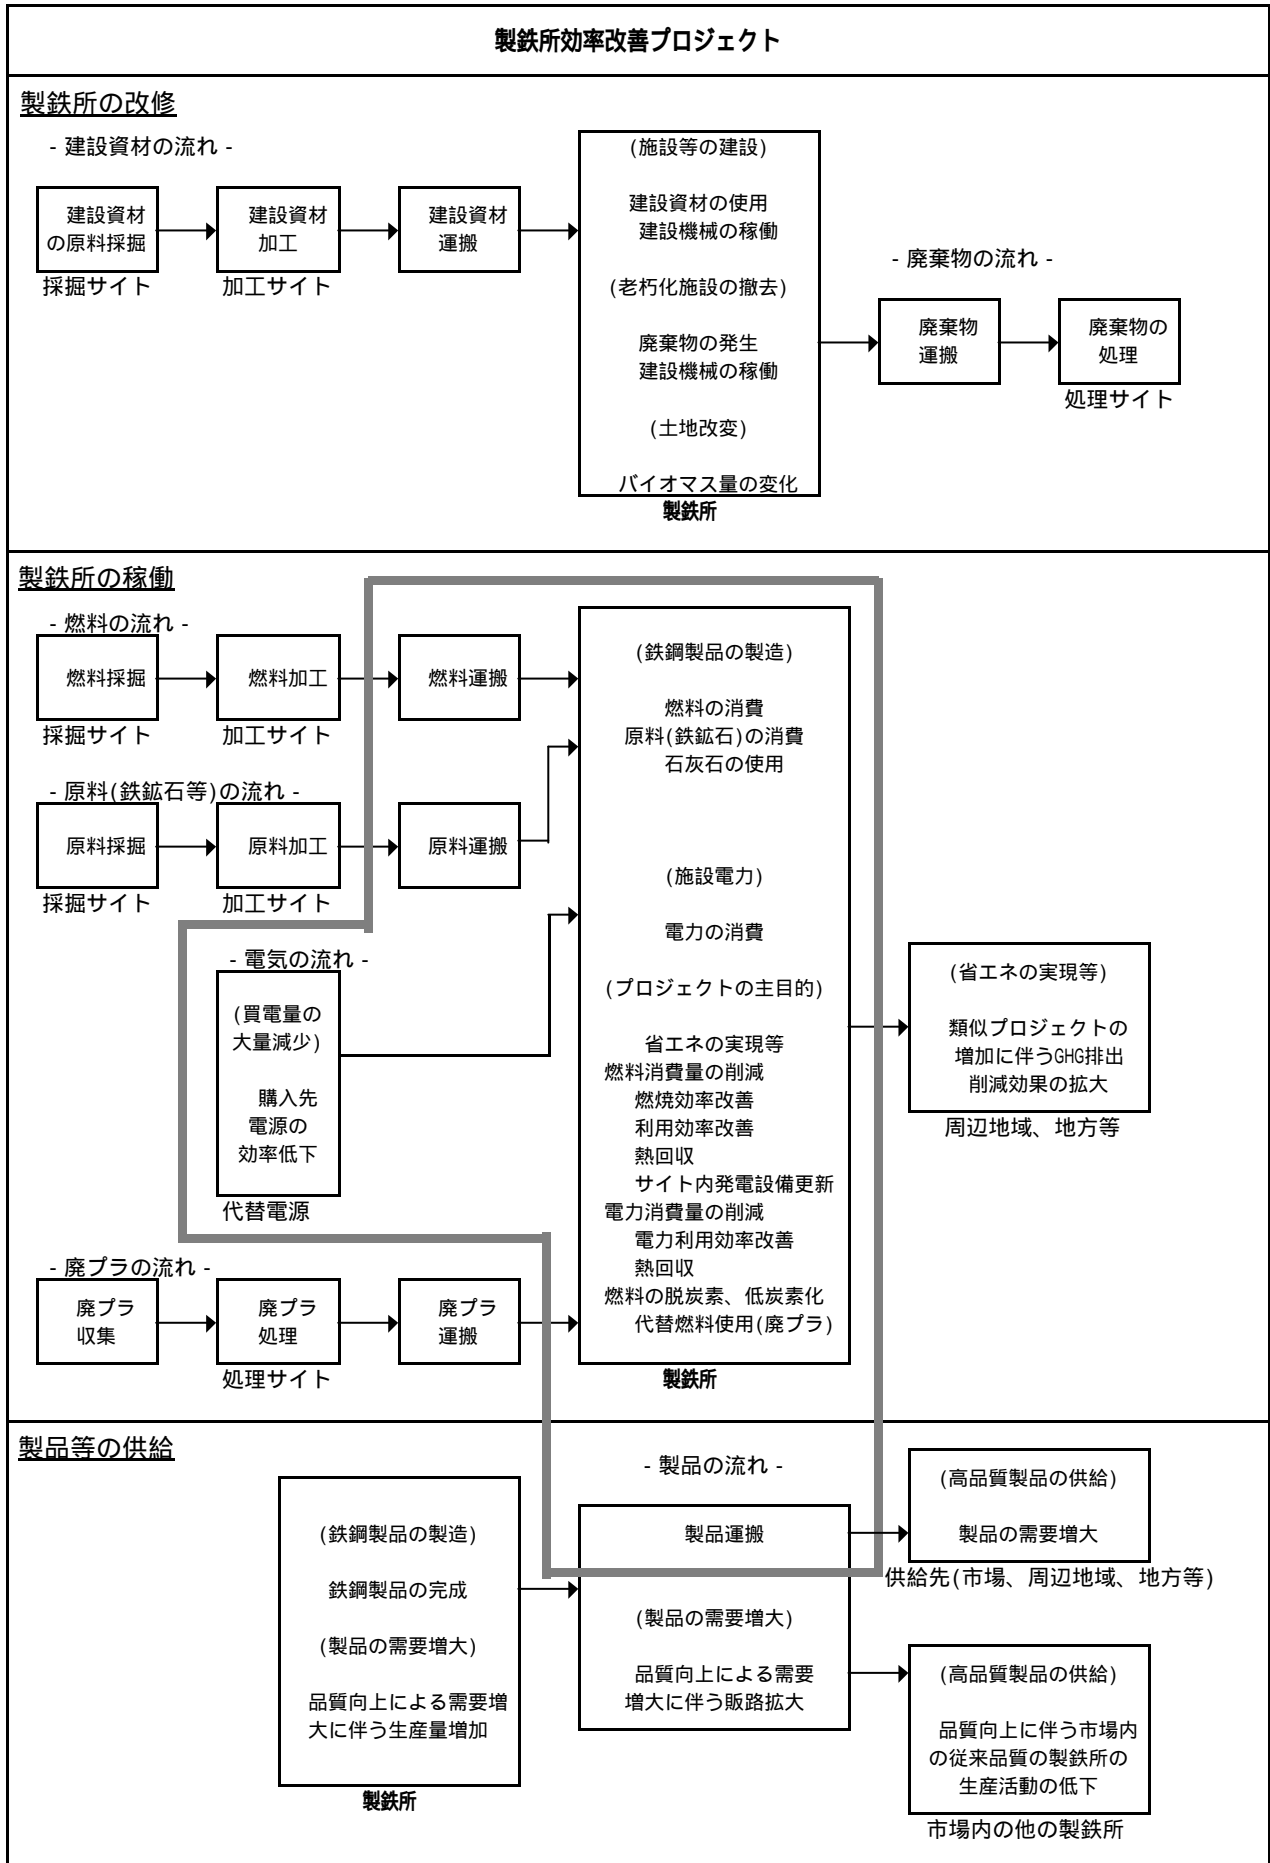 製鉄所効率改善プロジェクト
製鉄所の改修
- 建設資材の流れ -
建設資材
の原料採掘
採掘サイト
建設資材
加工
加工サイト
建設資材
運搬
(施設等の建設)
建設資材の使用
建設機械の稼働
(老朽化施設の撤去)
廃棄物の発生
建設機械の稼働
(土地改変)
バイオマス量の変化
製鉄所
- 廃棄物の流れ -
廃棄物
運搬
廃棄物の
処理
処理サイト
製鉄所の稼働
- 燃料の流れ -
燃料採掘
採掘サイト
燃料加工
加工サイト
燃料運搬
- 原料(鉄鉱石等)の流れ -
原料採掘
採掘サイト
原料加工
加工サイト
原料運搬
- 電気の流れ -
(買電量の
大量減少)
購入先
電源の
効率低下
代替電源
- 廃プラの流れ -
廃プラ
収集
廃プラ
処理
処理サイト
廃プラ
運搬
(鉄鋼製品の製造)
燃料の消費
原料(鉄鉱石)の消費
石灰石の使用
(施設電力)
電力の消費
(プロジェクトの主目的)
省エネの実現等
燃料消費量の削減
燃焼効率改善
利用効率改善
熱回収
サイト内発電設備更新
電力消費量の削減
電力利用効率改善
熱回収
燃料の脱炭素、低炭素化
代替燃料使用(廃プラ)
製鉄所
(省エネの実現等)
類似プロジェクトの
増加に伴うGHG排出
削減効果の拡大
周辺地域、地方等
製品等の供給
(鉄鋼製品の製造)
鉄鋼製品の完成
(製品の需要増大)
品質向上による需要増
大に伴う生産量増加
製鉄所
- 製品の流れ -
製品運搬
(製品の需要増大)
品質向上による需要
増大に伴う販路拡大
(高品質製品の供給)
製品の需要増大
供給先(市場、周辺地域、地方等)
(高品質製品の供給)
品質向上に伴う市場内
の従来品質の製鉄所の
生産活動の低下
市場内の他の製鉄所